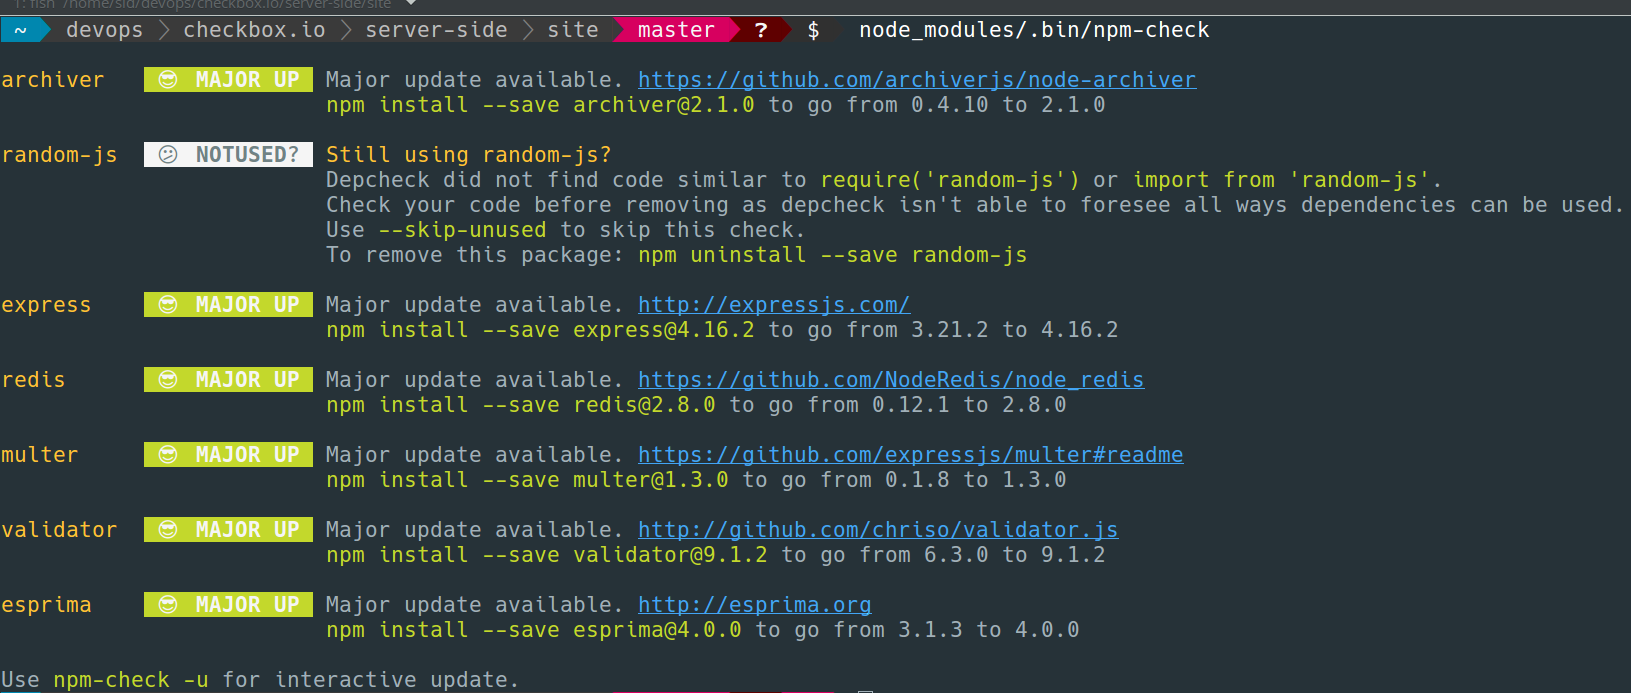 1: fish /home/sid/devops/checkbox.io/server-side/site
~ devops checkbox.io server-side site master ? $ node_modules/.bin/npm-check
archiver 😎 MAJOR UP Major update available. https://github.com/archiverjs/node-archiver
npm install --save archiver@2.1.0 to go from 0.4.10 to 2.1.0
random-js 😕 NOTUSED? Still using random-js?
Depcheck did not find code similar to require('random-js') or import from 'random-js'.
Check your code before removing as depcheck isn't able to foresee all ways dependencies can be used.
Use --skip-unused to skip this check.
To remove this package: npm uninstall --save random-js
express 😎 MAJOR UP Major update available. http://expressjs.com/
npm install --save express@4.16.2 to go from 3.21.2 to 4.16.2
redis 😎 MAJOR UP Major update available. https://github.com/NodeRedis/node_redis
npm install --save redis@2.8.0 to go from 0.12.1 to 2.8.0
multer 😎 MAJOR UP Major update available. https://github.com/expressjs/multer#readme
npm install --save multer@1.3.0 to go from 0.1.8 to 1.3.0
validator 😎 MAJOR UP Major update available. http://github.com/chriso/validator.js
npm install --save validator@9.1.2 to go from 6.3.0 to 9.1.2
esprima 😎 MAJOR UP Major update available. http://esprima.org
npm install --save esprima@4.0.0 to go from 3.1.3 to 4.0.0
Use npm-check -u for interactive update.